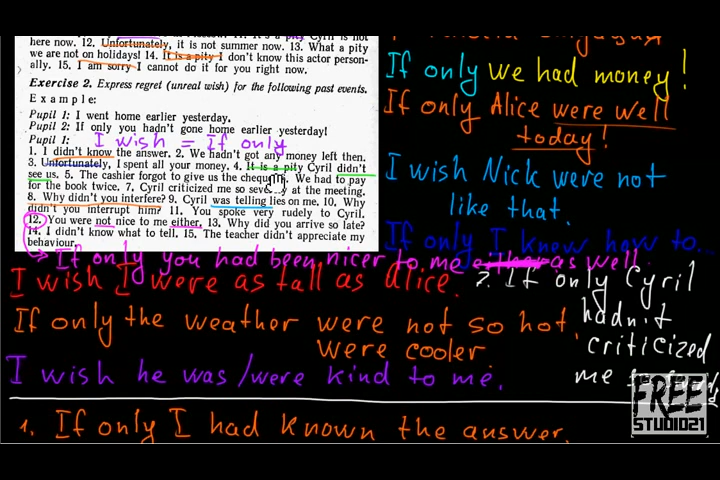 is a pity Cyril is not
here now. 12. Unfortunately, it is not summer now. 13. What a pity
we are not on holidays! 14. It is a pity I don't know this actor person-
ally. 15. I am sorry I cannot do it for you right now.
Exercise 2. Express regret (unreal wish) for the following past events.
Example:
Pupil 1: I went home earlier yesterday.
Pupil 2: If only you hadn't gone home earlier yesterday!
Pupil 1: I wish = If only
1. I didn't know the answer. 2. We hadn't got any money left then.
3. Unfortunately, I spent all your money. 4. It is a pity Cyril didn't
see us. 5. The cashier forgot to give us the cheque. We had to pay
for the book twice. 7. Cyril criticized me so at the meeting.
8. Why didn't you interfere? 9. Cyril was telling lies on me. 10. Why
didn't you interrupt him? 11. You spoke very rudely to Cyril.
12. You were not nice to me either. 13. Why did you arrive so late?
14. I didn't know what to tell. 15. The teacher didn't appreciate my
behaviour.
If only we had money!
If only Alice were well
today!
I wish Nick were not
like that.
If only I knew how to...
If only you had been nicer to me either as well.
I wish I were as tall as Alice.
7. If only Cyril
hadn't
criticized
me
If only the weather were not so hot.
were cooler
I wish he was/were kind to me.
1. If only I had known the answer.
FREE
STUDIO21